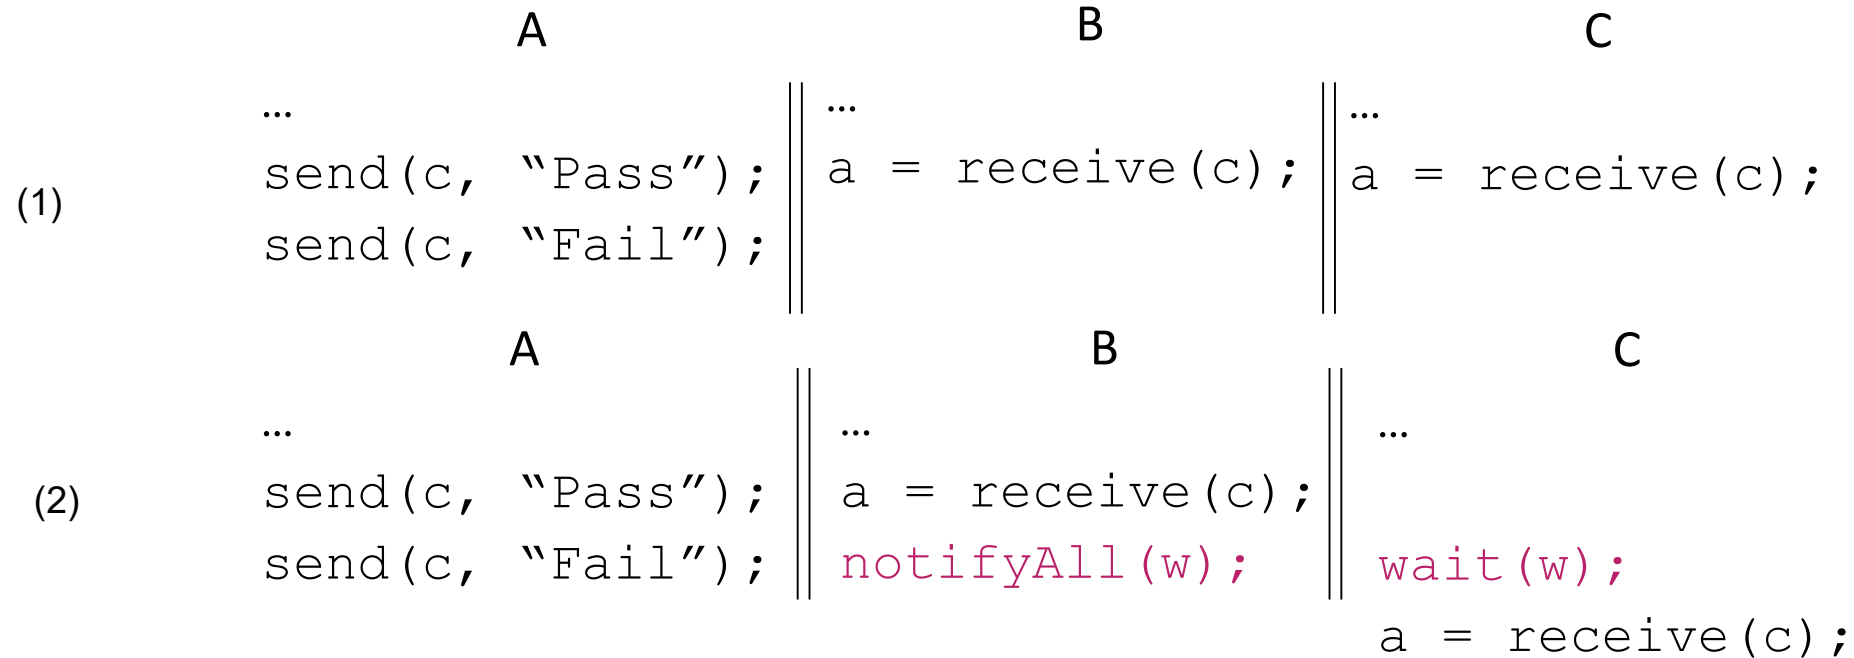 A B C
… … …
send(c, “Pass”); a = receive(c); a = receive(c);
(1)
send(c, “Fail”);
A B C
… … …
send(c, “Pass”); a = receive(c);
(2)
send(c, “Fail”); notifyAll(w); wait(w);
a = receive(c);